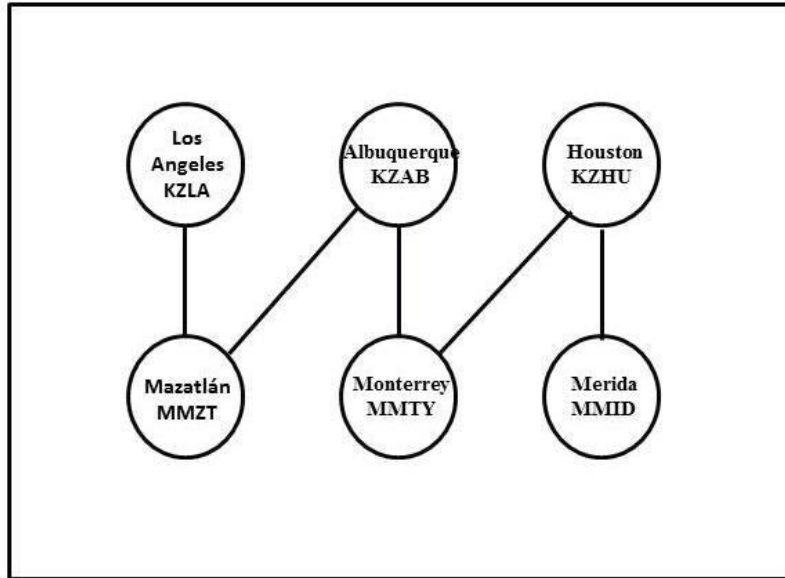 Los
Angeles
KZLA
Albuquerque
KZAB
Houston
KZHU
Mazatlán
MMZT
Monterrey
MMTY
Merida
MMID